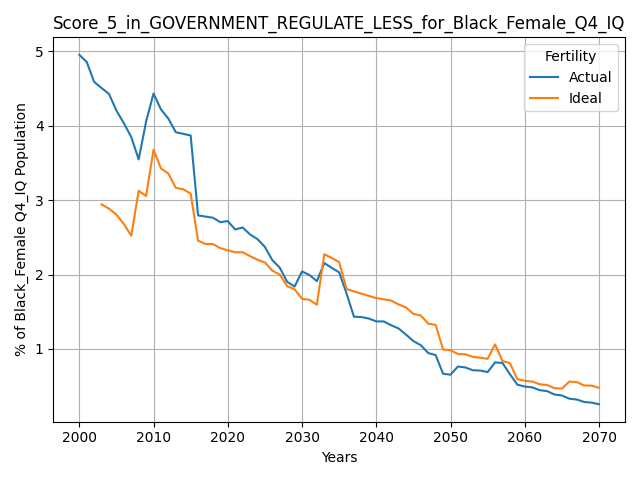 Score_5_in_GOVERNMENT_REGULATE_LESS_for_Black_Female_Q4_IQ
Fertility
Actual
Ideal
% of Black_Female Q4_IQ Population
5
4
3
2
1
2000 2010 2020 2030 2040 2050 2060 2070
Years